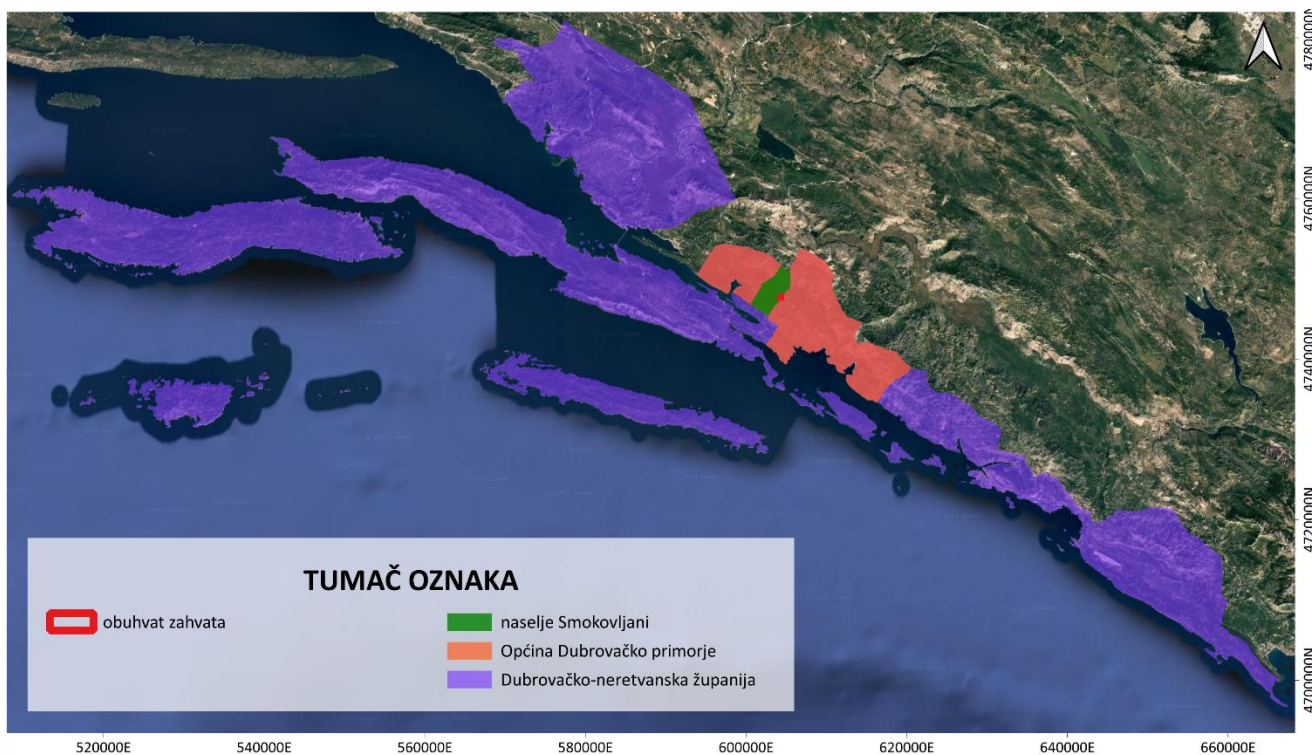 TUMAČ OZNAKA
obuhvat zahvata
naselje Smokovljani
Općina Dubrovačko primorje
Dubrovačko-neretvanska županija
4780000N
4760000N
4740000N
4720000N
4700000N
520000E 540000E 560000E 580000E 600000E 620000E 640000E 660000E